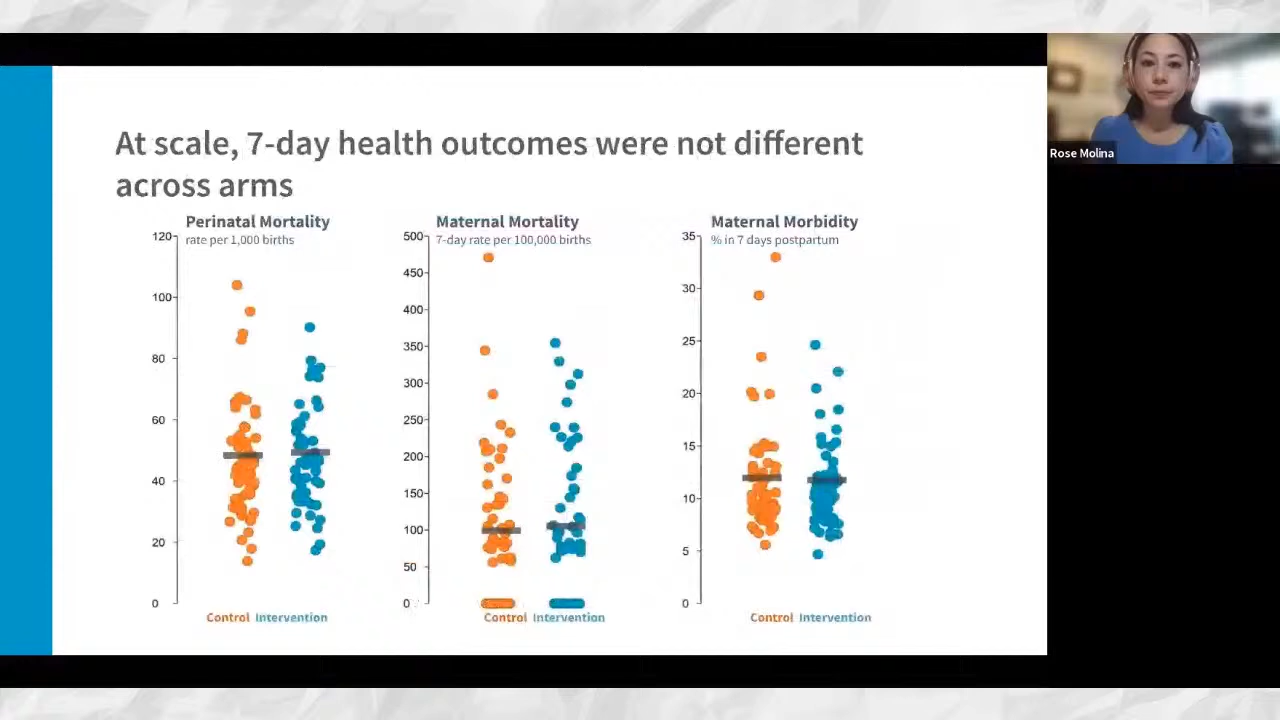 At scale, 7-day health outcomes were not different
across arms
Perinatal Mortality
rate per 1,000 births
120
100
80
60
40
20
0
Control Intervention
Maternal Mortality
7-day rate per 100,000 births
500
450
400
350
300
250
200
150
100
50
0
Control Intervention
Maternal Morbidity
% in 7 days postpartum
35
30
25
20
15
10
5
0
Control Intervention
Rose Molina